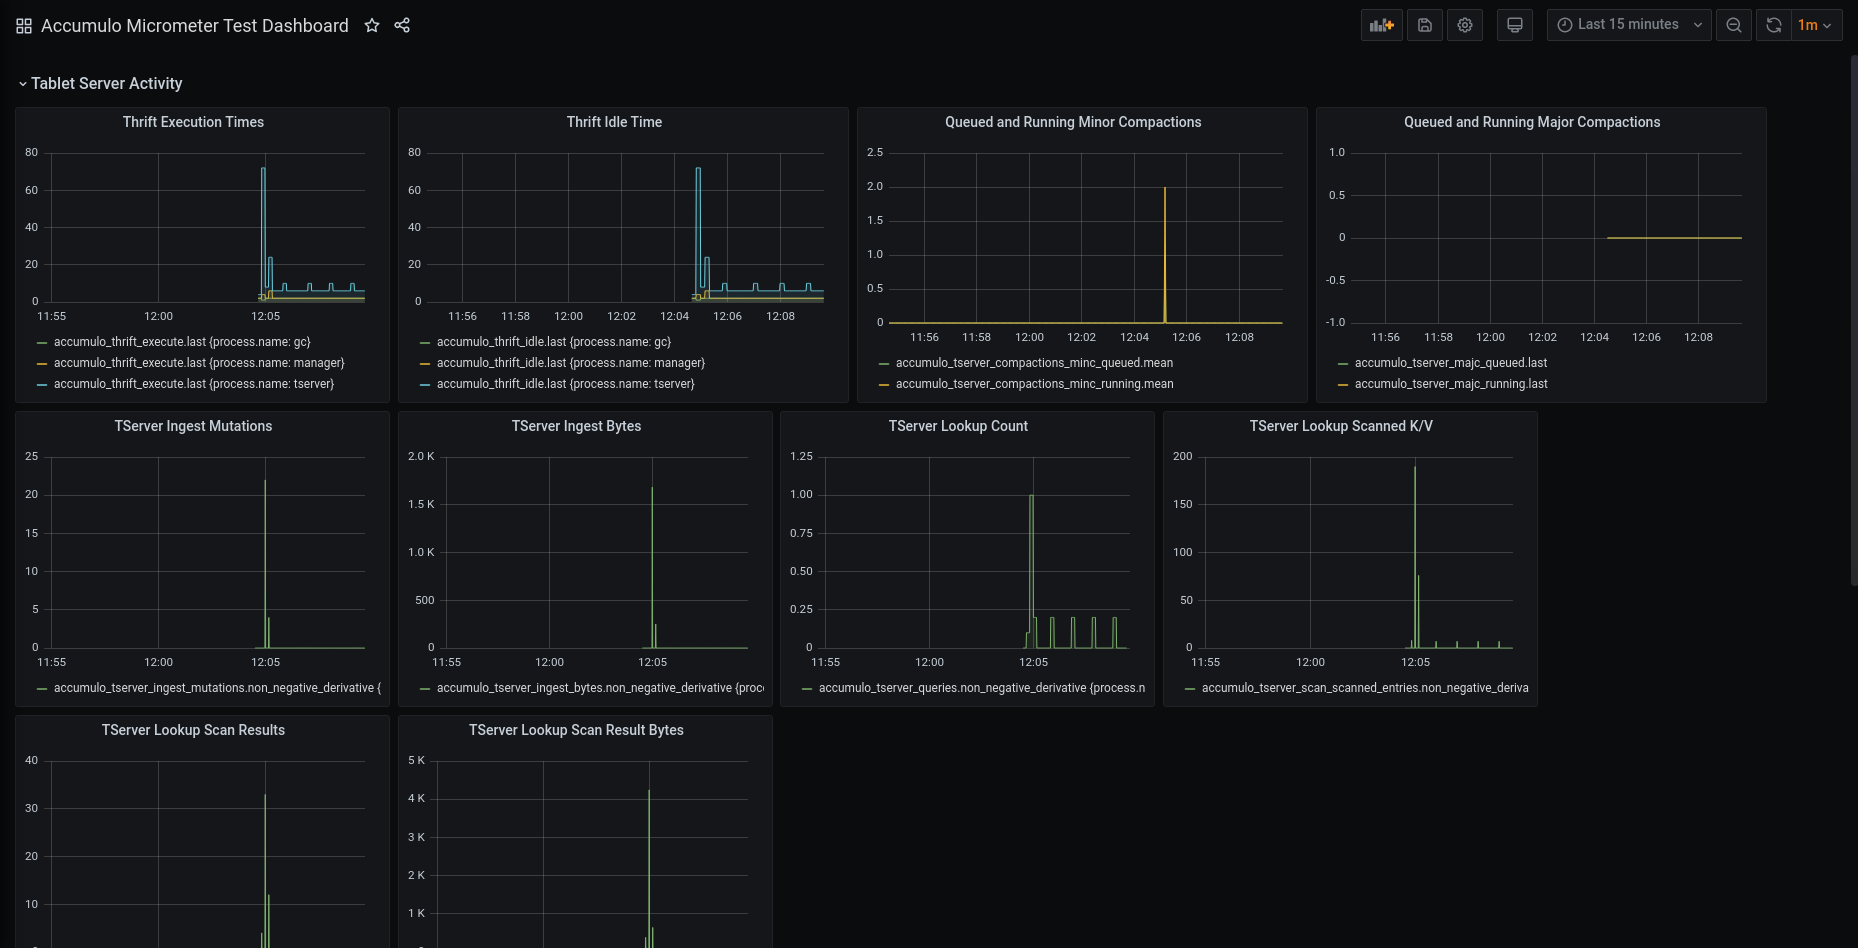 Accumulo Micrometer Test Dashboard
Last 15 minutes
1m
Tablet Server Activity
Thrift Execution Times
80
60
40
20
0
11:55 12:00 12:05
accumulo_thrift_execute.last {process.name: gc}
accumulo_thrift_execute.last {process.name: manager}
accumulo_thrift_execute.last {process.name: tserver}
Thrift Idle Time
80
60
40
20
0
11:56 11:58 12:00 12:02 12:04 12:06 12:08
accumulo_thrift_idle.last {process.name: gc}
accumulo_thrift_idle.last {process.name: manager}
accumulo_thrift_idle.last {process.name: tserver}
Queued and Running Minor Compactions
2.5
2.0
1.5
1.0
0.5
0
11:56 11:58 12:00 12:02 12:04 12:06 12:08
accumulo_tserver_compactions_minc_queued.mean
accumulo_tserver_compactions_minc_running.mean
Queued and Running Major Compactions
1.0
0.5
0
-0.5
-1.0
11:56 11:58 12:00 12:02 12:04 12:06 12:08
accumulo_tserver_majc_queued.last
accumulo_tserver_majc_running.last
TServer Ingest Mutations
25
20
15
10
5
0
11:55 12:00 12:05
accumulo_tserver_ingest_mutations.non_negative_derivative {
TServer Ingest Bytes
2.0 K
1.5 K
1.0 K
500
0
11:55 12:00 12:05
accumulo_tserver_ingest_bytes.non_negative_derivative {proc
TServer Lookup Count
1.25
1.00
0.75
0.50
0.25
0
11:55 12:00 12:05
accumulo_tserver_queries.non_negative_derivative {process.n
TServer Lookup Scanned K/V
200
150
100
50
0
11:55 12:00 12:05
accumulo_tserver_scan_scanned_entries.non_negative_deriva
TServer Lookup Scan Results
40
30
20
10
TServer Lookup Scan Result Bytes
5 K
4 K
3 K
2 K
1 K